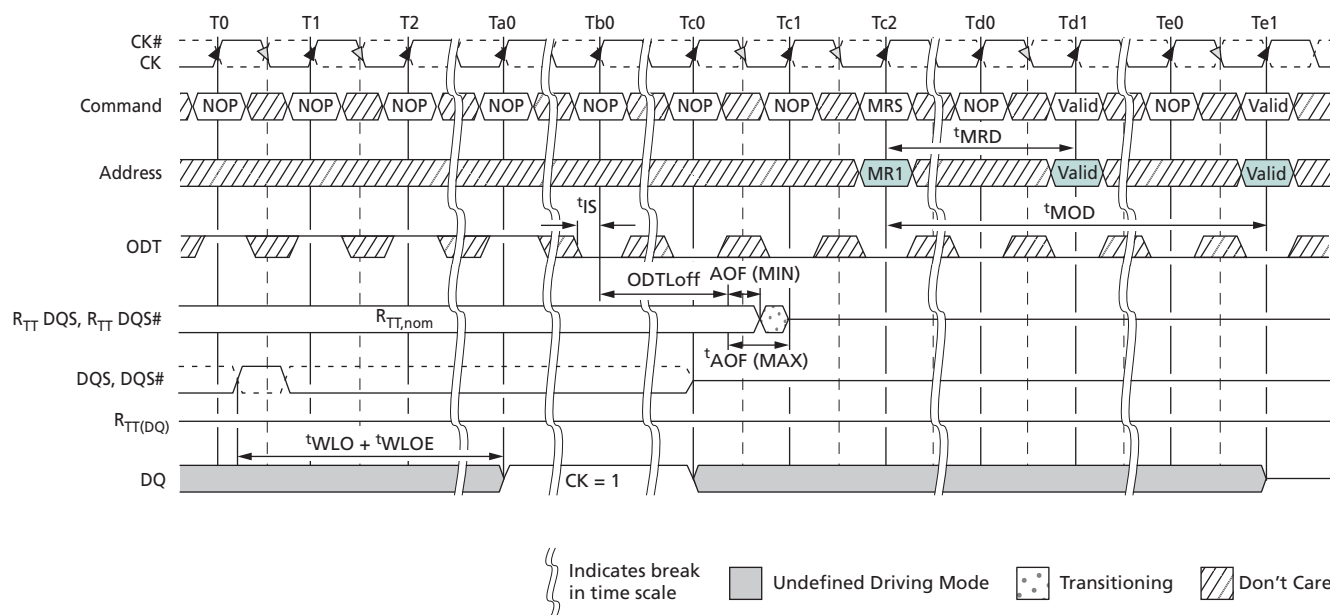 T0 T1 T2 Ta0 Tb0 Tc0 Tc1 Tc2 Td0 Td1 Te0 Te1
CK#
CK
Command NOP NOP NOP NOP NOP NOP NOP MRS NOP Valid NOP Valid
tMRD
Address MR1 Valid Valid
tIS
tMOD
ODT
ODTLoff AOF (MIN)
RTT DQS, RTT DQS# RTT,nom
tAOF (MAX)
DQS, DQS#
RTT(DQ)
tWLO + tWLOE
DQ CK = 1
Indicates break
in time scale
Undefined Driving Mode
Transitioning
Don't Care